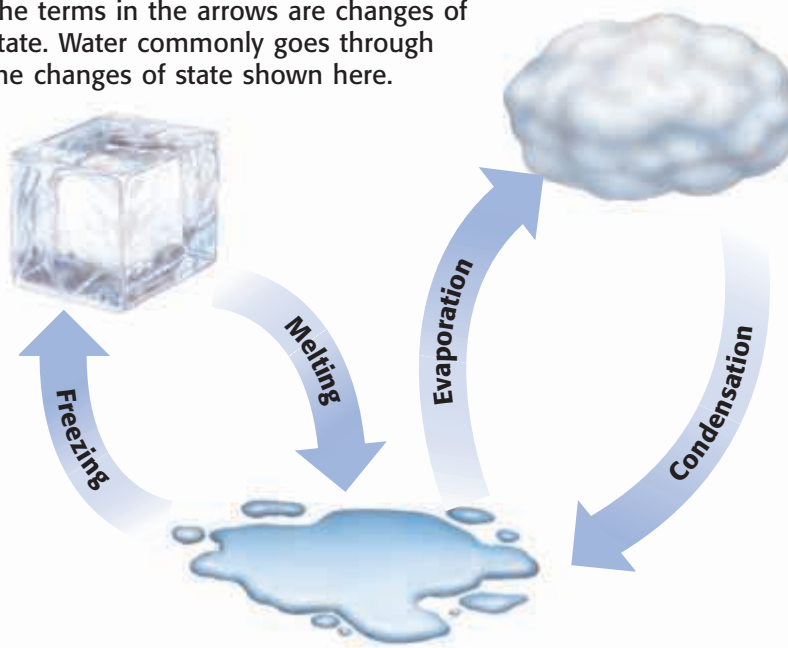 he terms in the arrows are changes of
tate. Water commonly goes through
ne changes of state shown here.
Melting
Evaporation
Freezing
Condensation